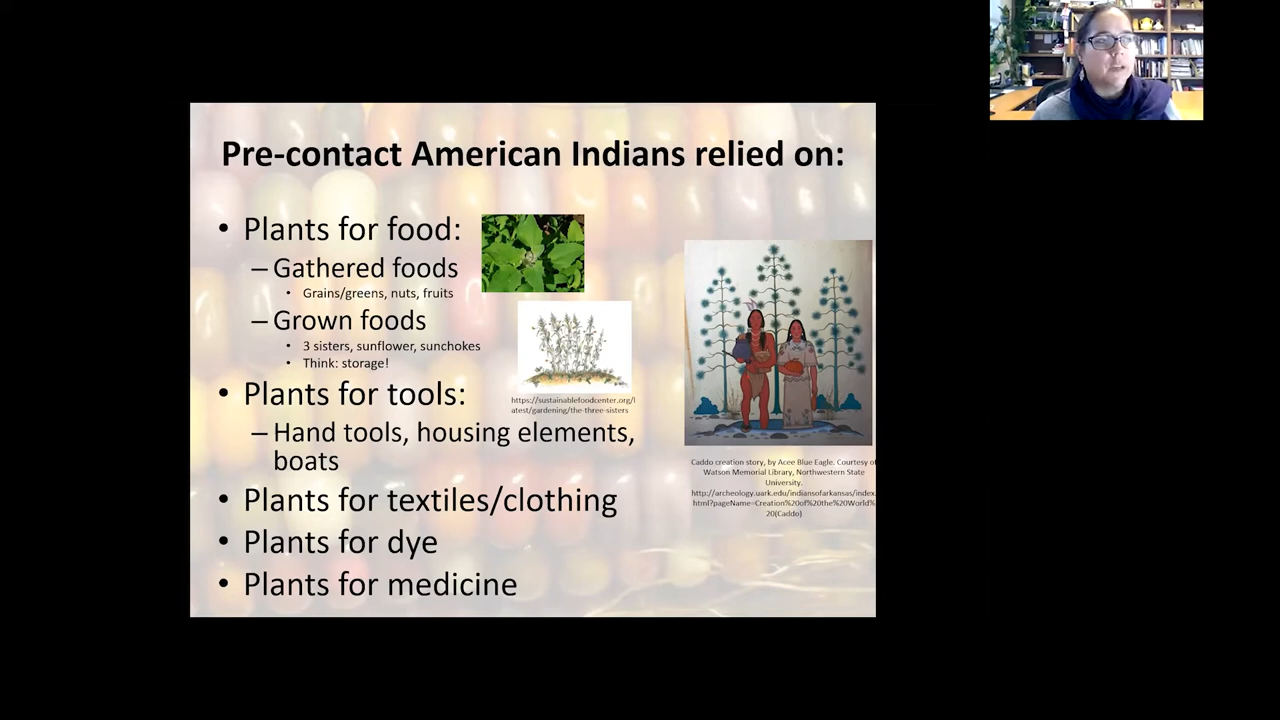 Pre-contact American Indians relied on:
• Plants for food:
– Gathered foods
• Grains/greens, nuts, fruits
– Grown foods
• 3 sisters, sunflower, sunchokes
• Think: storage!
• Plants for tools:
– Hand tools, housing elements,
boats
• Plants for textiles/clothing
• Plants for dye
• Plants for medicine
https://sustainablefoodcenter.org/l
atest/gardening/the-three-sisters
Caddo creation story, by Acee Blue Eagle. Courtesy of
Watson Memorial Library, Northwestern State
University.
http://archeology.uark.edu/indiansofarkansas/index.
html?pageName=Creation%20of%20the%20World%
20(Caddo)